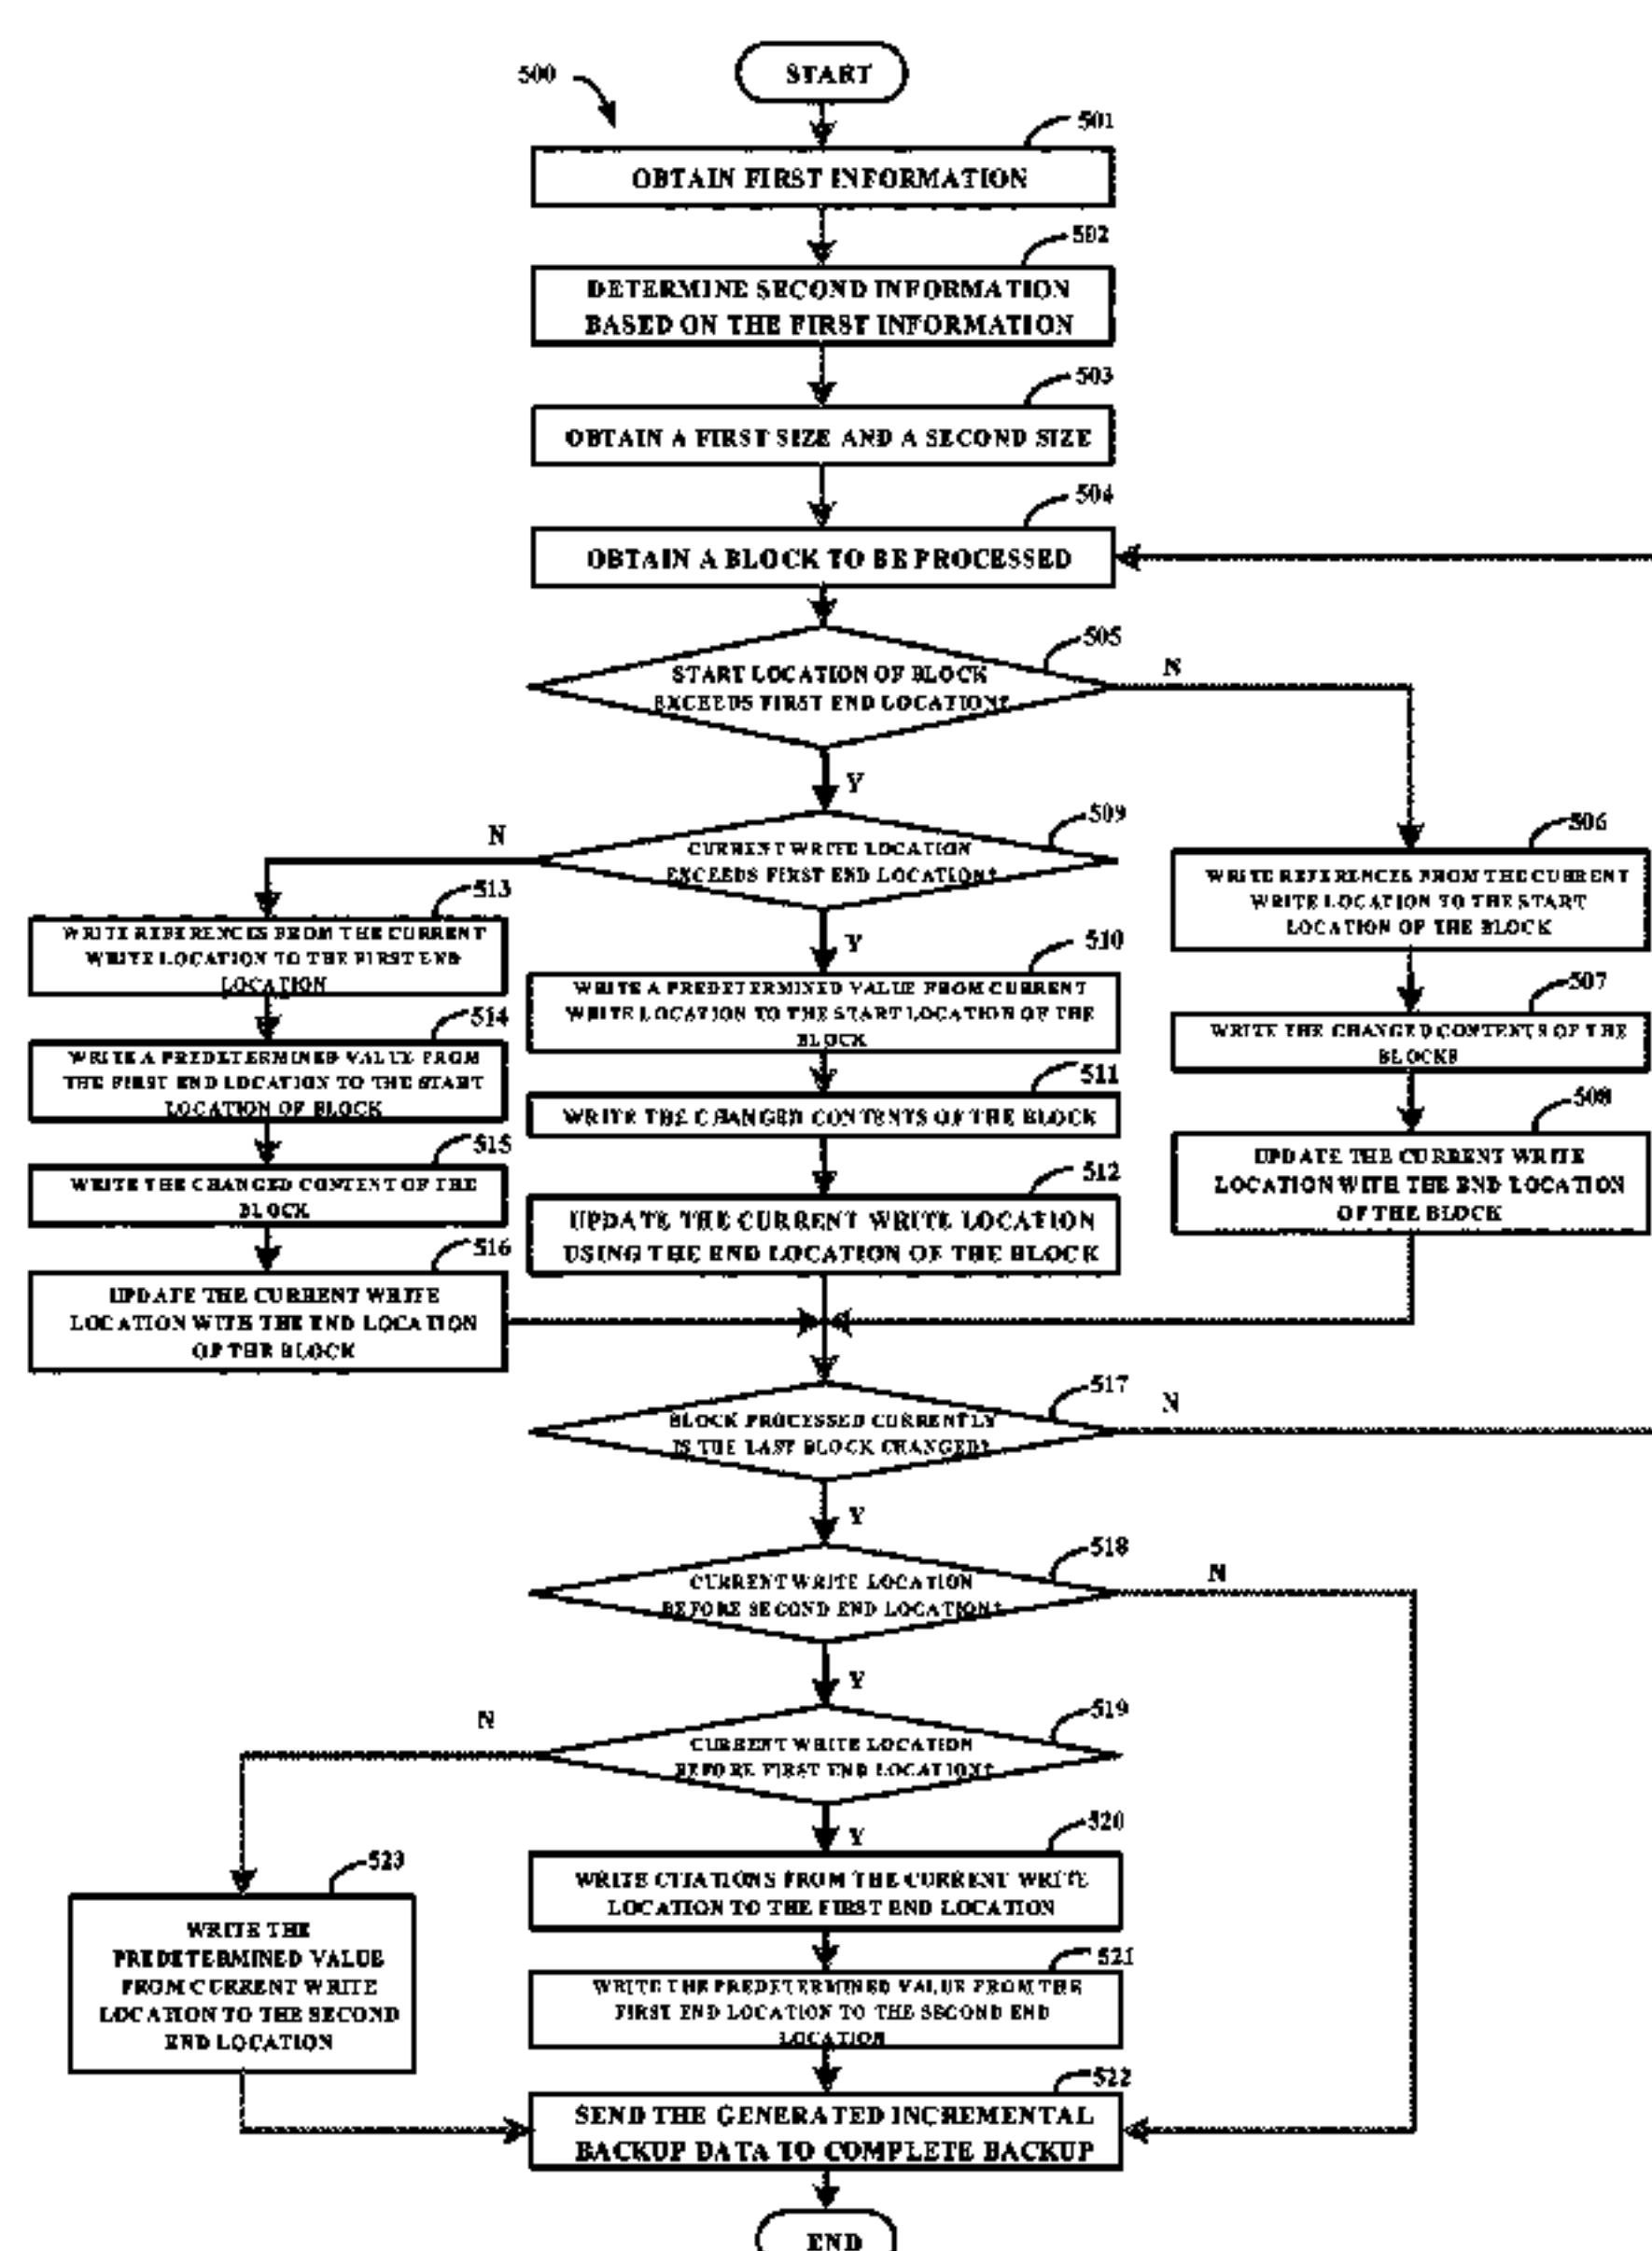 500
START
501
OBTAIN FIRST INFORMATION
502
DETERMINE SECOND INFORMATION
BASED ON THE FIRST INFORMATION
503
OBTAIN A FIRST SIZE AND A SECOND SIZE
504
OBTAIN A BLOCK TO BE PROCESSED
505
START LOCATION OF BLOCK
EXCEEDS FIRST END LOCATION?
N
Y
509
CURRENT WRITE LOCATION
EXCEEDS FIRST END LOCATION?
N
Y
506
WRITE REFERENCES FROM THE CURRENT
WRITE LOCATION TO THE START
LOCATION OF THE BLOCK
507
WRITE THE CHANGED CONTENTS OF THE
BLOCKS
508
UPDATE THE CURRENT WRITE
LOCATION WITH THE END LOCATION
OF THE BLOCK
513
WRITE REFERENCES FROM THE CURRENT
WRITE LOCATION TO THE FIRST END
LOCATION
514
WRITE A PREDETERMINED VALUE FROM
THE FIRST END LOCATION TO THE START
LOCATION OF BLOCK
515
WRITE THE CHANGED CONTENT OF THE
BLOCK
516
UPDATE THE CURRENT WRITE
LOCATION WITH THE END LOCATION
OF THE BLOCK
510
WRITE A PREDETERMINED VALUE FROM CURRENT
WRITE LOCATION TO THE START LOCATION OF THE
BLOCK
511
WRITE THE CHANGED CONTENTS OF THE BLOCK
512
UPDATE THE CURRENT WRITE LOCATION
USING THE END LOCATION OF THE BLOCK
517
BLOCK PROCESSED CURRENTLY
IS THE LAST BLOCK CHANGED?
N
Y
518
CURRENT WRITE LOCATION
BEFORE SECOND END LOCATION?
N
Y
519
CURRENT WRITE LOCATION
BEFORE FIRST END LOCATION?
N
Y
520
WRITE CITATIONS FROM THE CURRENT WRITE
LOCATION TO THE FIRST END LOCATION
521
WRITE THE PREDETERMINED VALUE FROM THE
FIRST END LOCATION TO THE SECOND END
LOCATION
523
WRITE THE
PREDETERMINED VALUE
FROM CURRENT WRITE
LOCATION TO THE SECOND
END LOCATION
522
SEND THE GENERATED INCREMENTAL
BACKUP DATA TO COMPLETE BACKUP
END